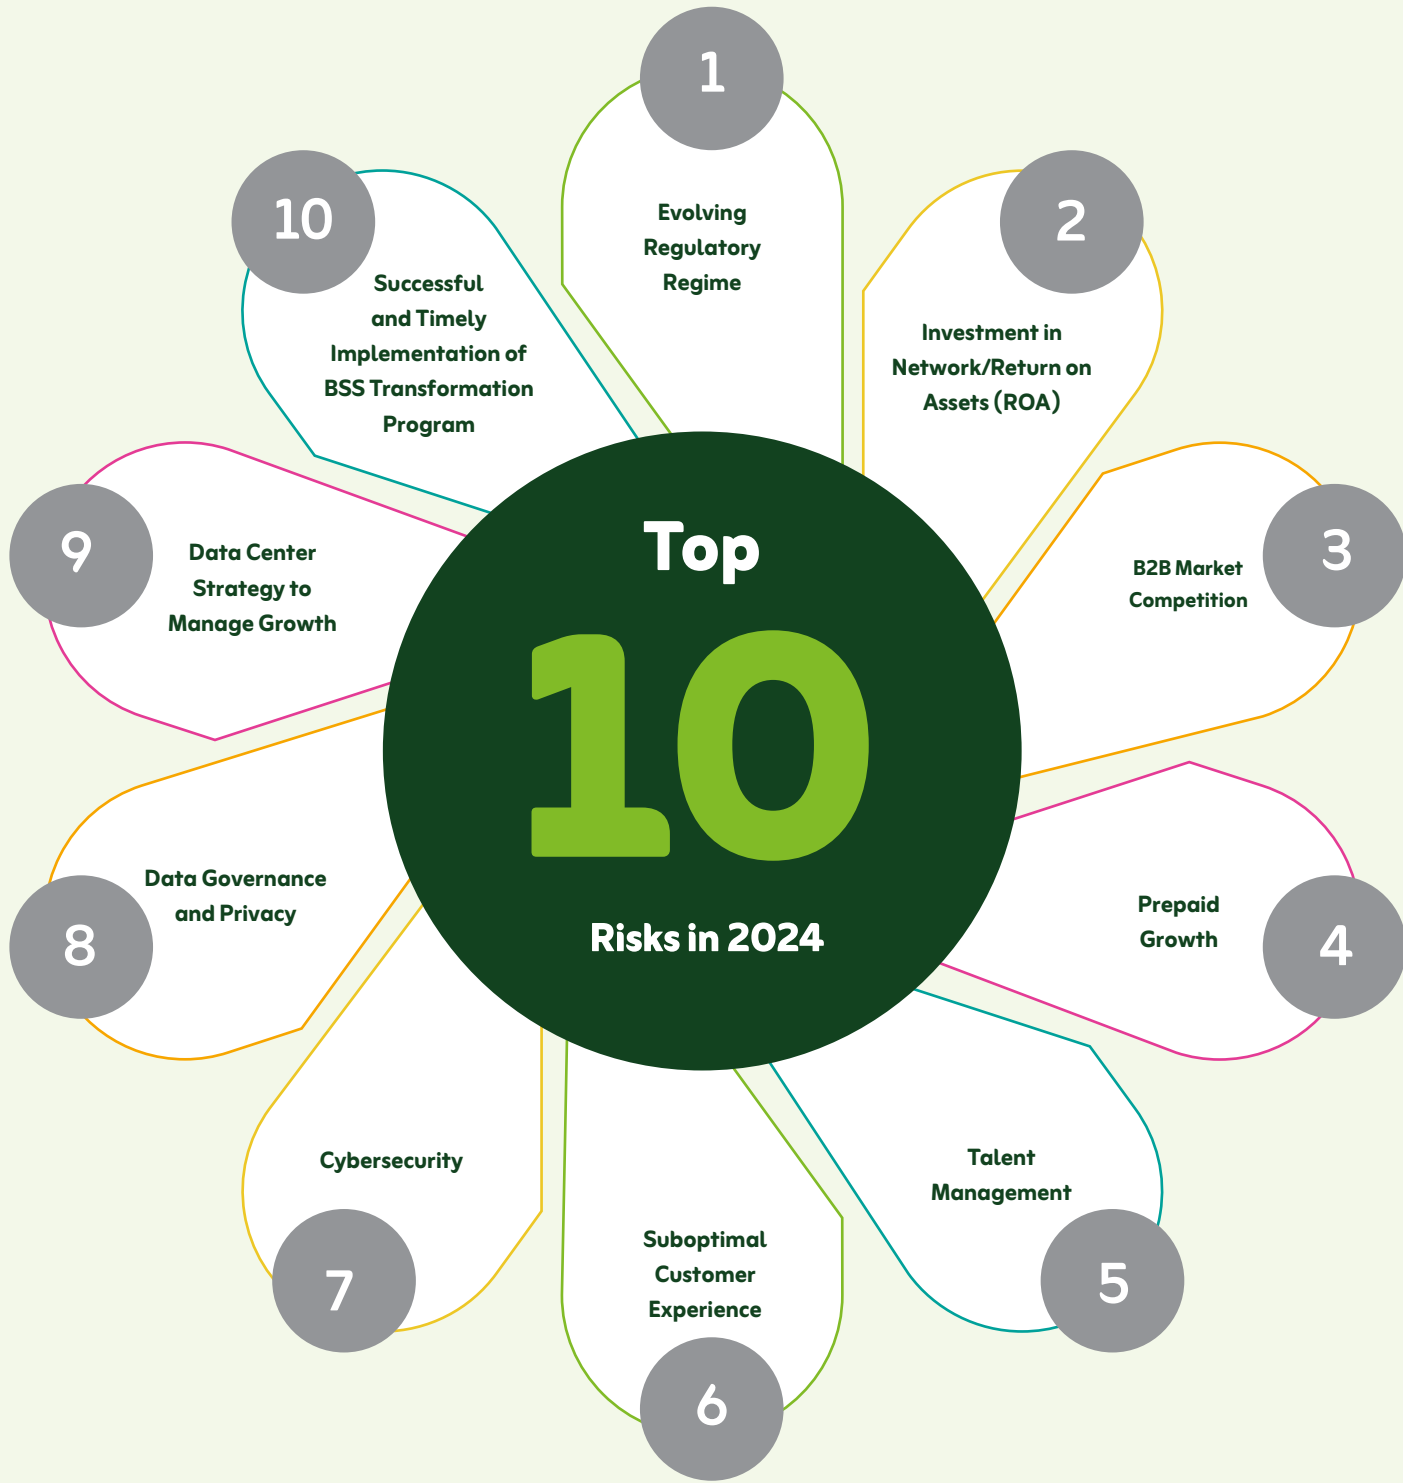 Top
10
Risks in 2024
1
Evolving
Regulatory
Regime
2
Investment in
Network/Return on
Assets (ROA)
3
B2B Market
Competition
4
Prepaid
Growth
5
Talent
Management
6
Suboptimal
Customer
Experience
7
Cybersecurity
8
Data Governance
and Privacy
9
Data Center
Strategy to
Manage Growth
10
Successful
and Timely
Implementation of
BSS Transformation
Program